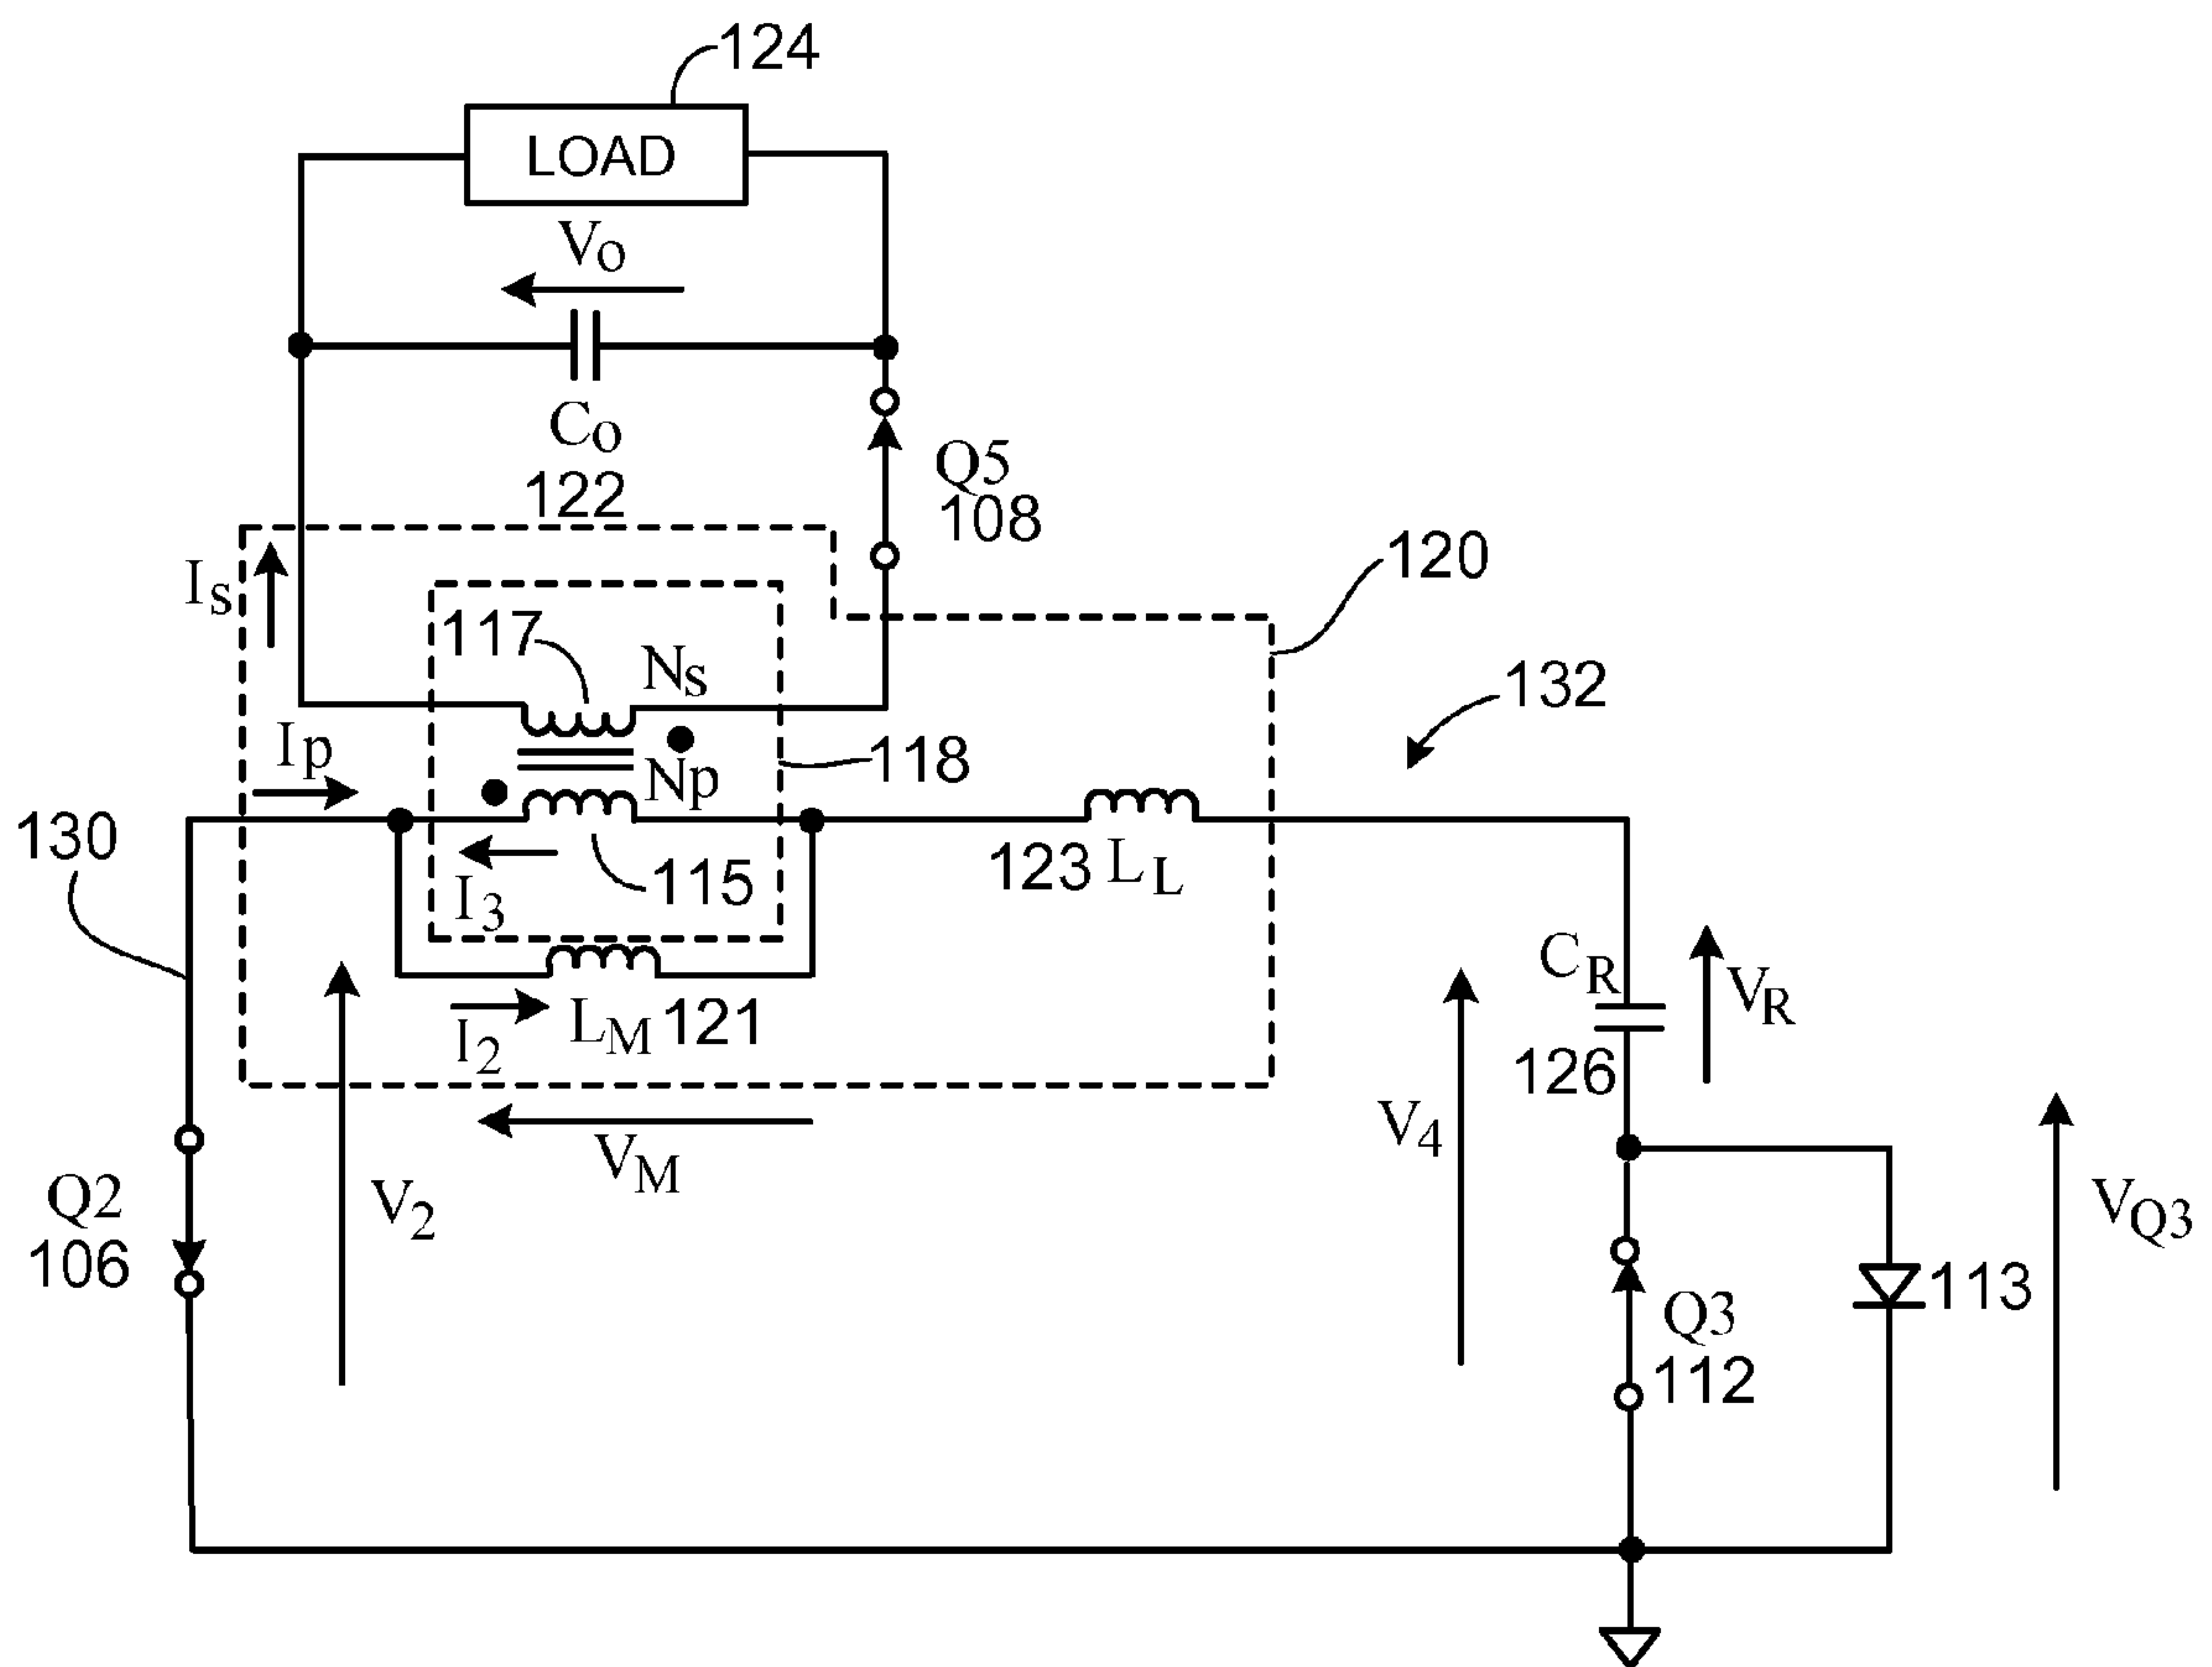 124
LOAD
Vo
Co
122
Q5
108
120
Is
117
Ns
132
Ip
Np
118
130
I3
115
123 LL
CR
VR
I2
LM 121
126
VM
V4
Q2
106
V2
VQ3
113
Q3
112